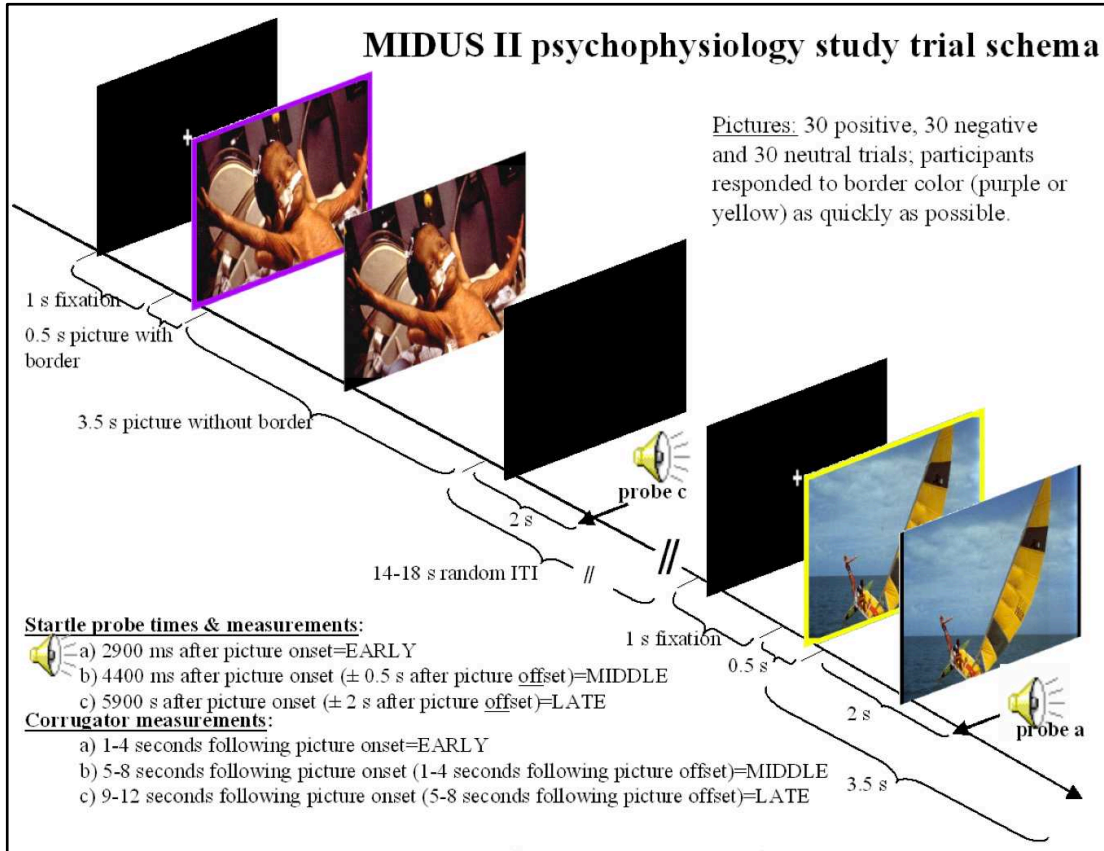 MIDUS II psychophysiology study trial schema
Pictures: 30 positive, 30 negative
and 30 neutral trials; participants
responded to border color (purple or
yellow) as quickly as possible.
1 s fixation
0.5 s picture with
border
3.5 s picture without border
probe c
2 s
14-18 s random ITI
//
//
1 s fixation
0.5 s
2 s
probe a
3.5 s
Startle probe times & measurements:
a) 2900 ms after picture onset=EARLY
b) 4400 ms after picture onset (± 0.5 s after picture offset)=MIDDLE
c) 5900 s after picture onset (± 2 s after picture offset)=LATE
Corrugator measurements:
a) 1-4 seconds following picture onset=EARLY
b) 5-8 seconds following picture onset (1-4 seconds following picture offset)=MIDDLE
c) 9-12 seconds following picture onset (5-8 seconds following picture offset)=LATE